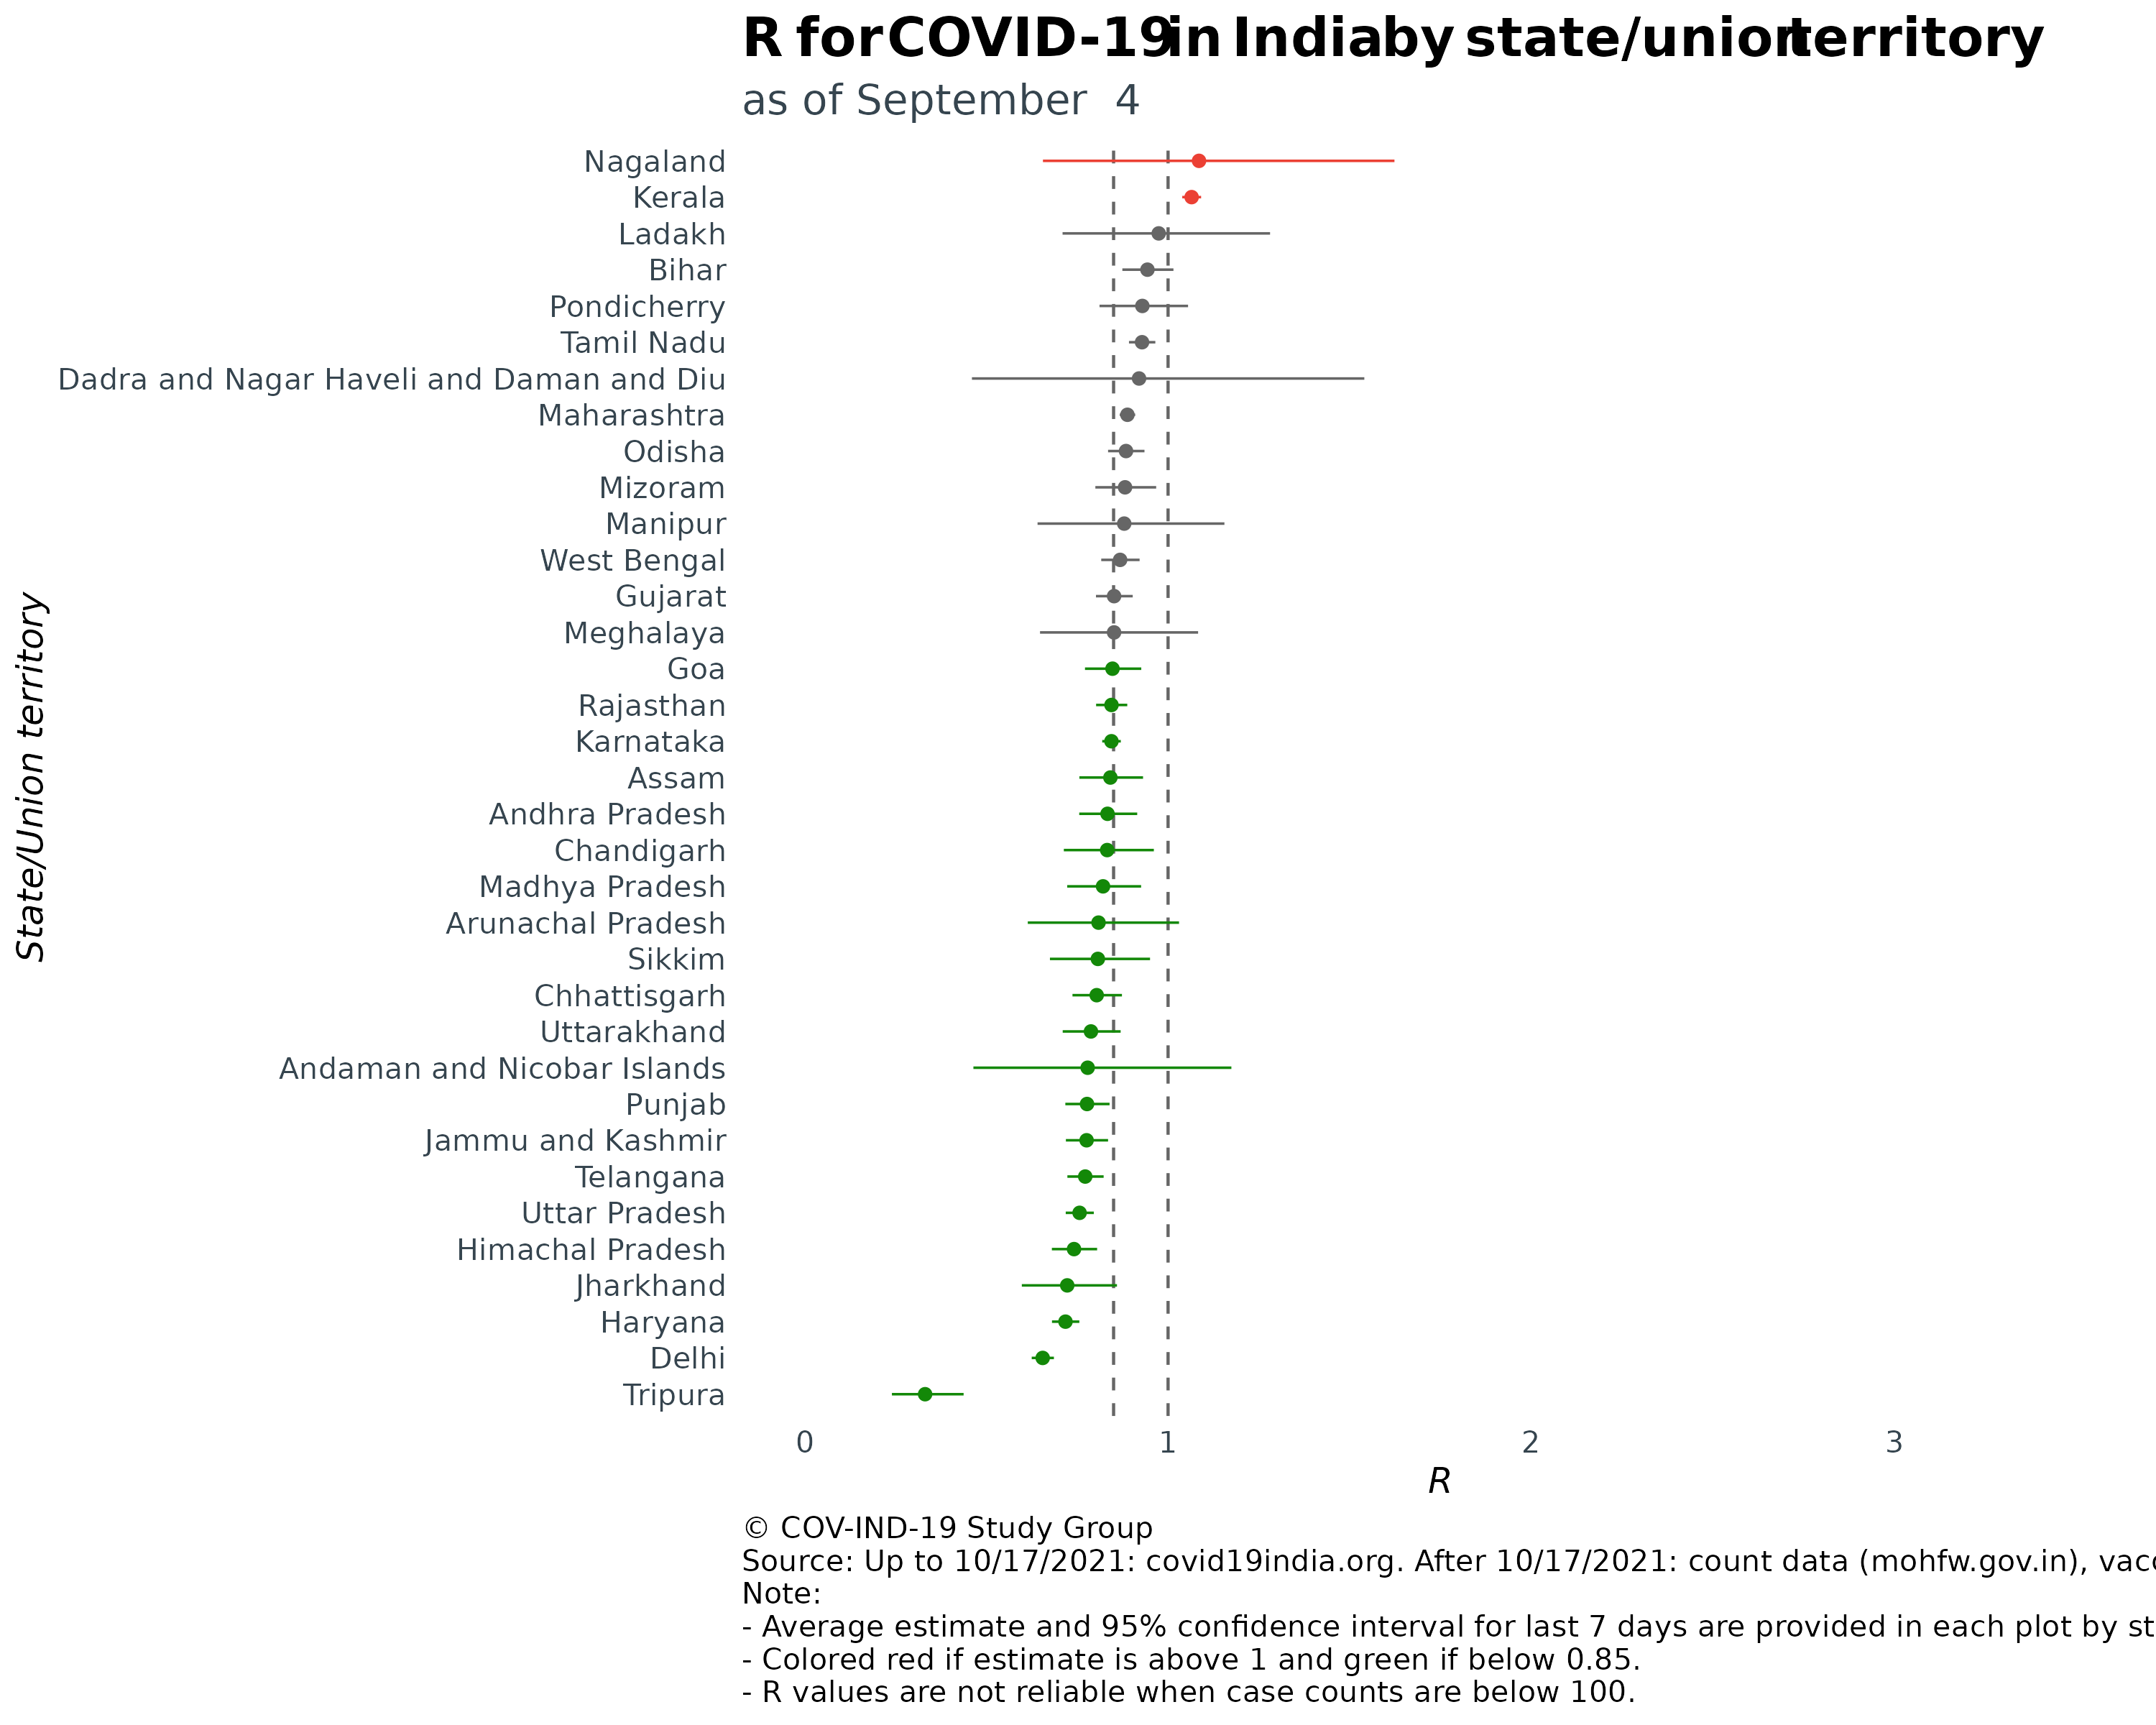 R for COVID-19 in India by state/union territory
as of September 4
Nagaland
Kerala
Ladakh
Bihar
Pondicherry
Tamil Nadu
Dadra and Nagar Haveli and Daman and Diu
Maharashtra
Odisha
Mizoram
Manipur
West Bengal
Gujarat
Meghalaya
Goa
Rajasthan
Karnataka
Assam
Andhra Pradesh
Chandigarh
Madhya Pradesh
Arunachal Pradesh
Sikkim
Chhattisgarh
Uttarakhand
Andaman and Nicobar Islands
Punjab
Jammu and Kashmir
Telangana
Uttar Pradesh
Himachal Pradesh
Jharkhand
Haryana
Delhi
Tripura
State/Union territory
0 1 2 3
R
© COV-IND-19 Study Group
Source: Up to 10/17/2021: covid19india.org. After 10/17/2021: count data (mohfw.gov.in),
Note:
- Average estimate and 95% confidence interval for last 7 days are provided in each plot by
- Colored red if estimate is above 1 and green if below 0.85.
- R values are not reliable when case counts are below 100.